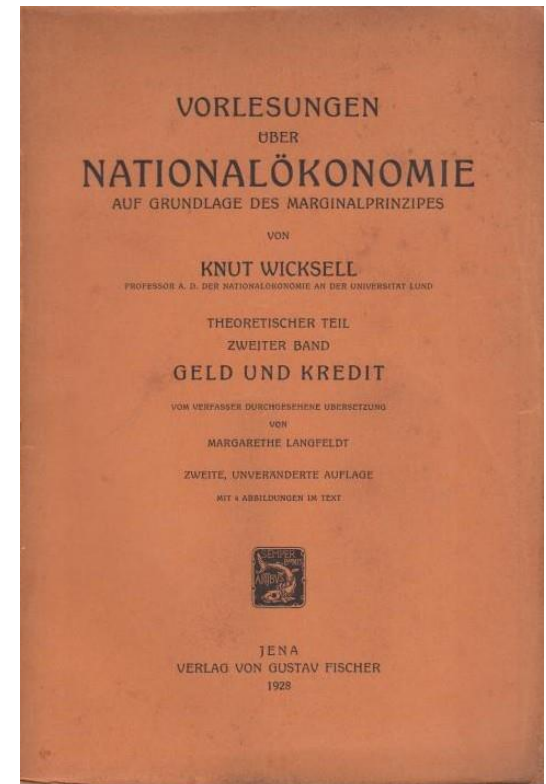 VORLESUNGEN
ÜBER
NATIONALÖKONOMIE
AUF GRUNDLAGE DES MARGINALPRINZIPES
VON
KNUT WICKSELL
PROFESSOR A. D. DER NATIONALÖKONOMIE AN DER UNIVERSITÄT LUND
THEORETISCHER TEIL
ZWEITER BAND
GELD UND KREDIT
VOM VERFASSER DURCHGESEHENE ÜBERSETZUNG
VON
MARGARETHE LANGFELDT
ZWEITE, UNVERÄNDERTE AUFLAGE
MIT 4 ABBILDUNGEN IM TEXT
SEMPER
JENA
VERLAG VON GUSTAV FISCHER
1928